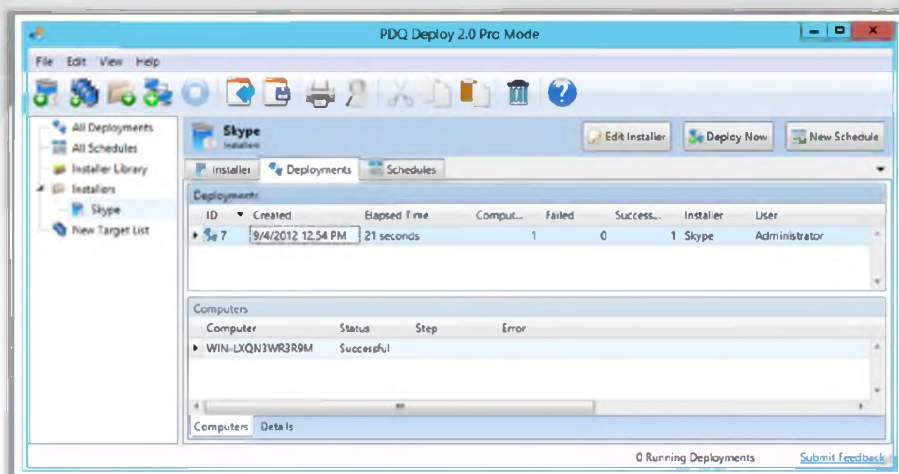 PDQ Deploy 2.0 Pro Mode
File Edit View Help
All Deployments
All Schedules
Installer Library
Installers
Skype
New Target List
Skype
Installers
Edit Installer
Deploy Now
New Schedule
Installer
Deployments
Schedules
Deployments
ID Created Elapsed Time Comput... Failed Success... Installer User
7 9/4/2012 12:54 PM 21 seconds 1 0 1 Skype Administrator
Computers
Computer Status Step Error
WIN-LXQN3WR3R9M Successful
Computers Details
0 Running Deployments Submit Feedback